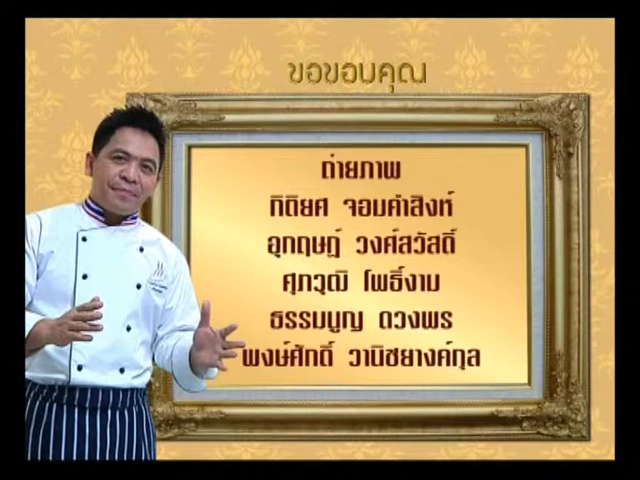 ขอขอบคุณ
ถ่ายภาพ
กิติยศ จอมคำสิงห์
อุกฤษฎ์ วงศ์สวัสดิ์
ศุภวุฒิ โพธิ์งาม
ธรรมบูญ ดวงพร
พงษ์ศักดิ์ วานิชยางค์กุล